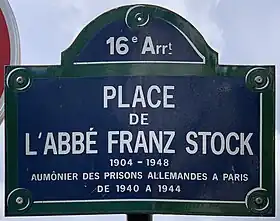 16e Arrt
PLACE
DE
L'ABBÉ FRANZ STOCK
1904 - 1948
AUMÔNIER DES PRISONS ALLEMANDES A PARIS
DE 1940 A 1944